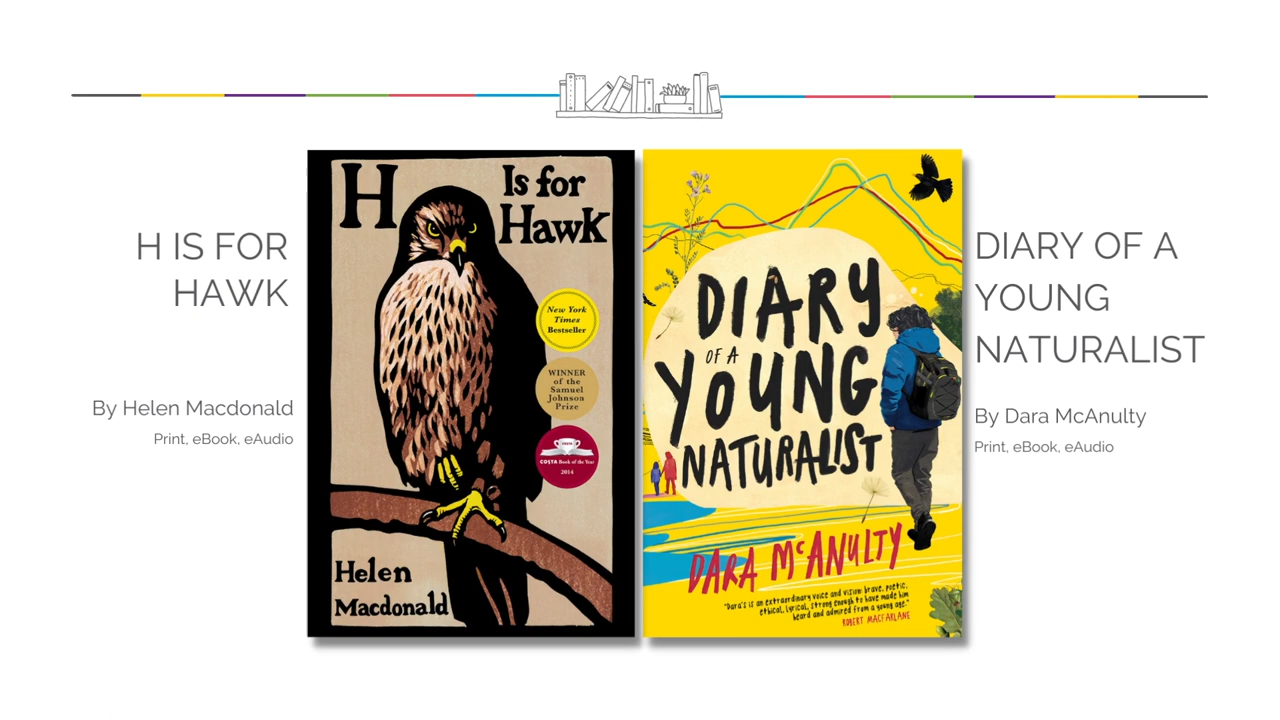 H IS FOR
HAWK
By Helen Macdonald
Print, eBook, eAudio
H Is for
Hawk
New York
Times
Bestseller
WINNER
of the
Samuel
Johnson
Prize
COSTA
COSTA Book of the Year
2014
Helen
Macdonald
DIARY
OF A
YOUNG
NATURALIST
DARA McANULTY
"Dara's is an extraordinary voice and vision: brave, poetic,
ethical, lyrical, strong enough to have made him
heard and admired from a young age."
ROBERT MACFARLANE
DIARY OF A
YOUNG
NATURALIST
By Dara McAnulty
Print, eBook, eAudio